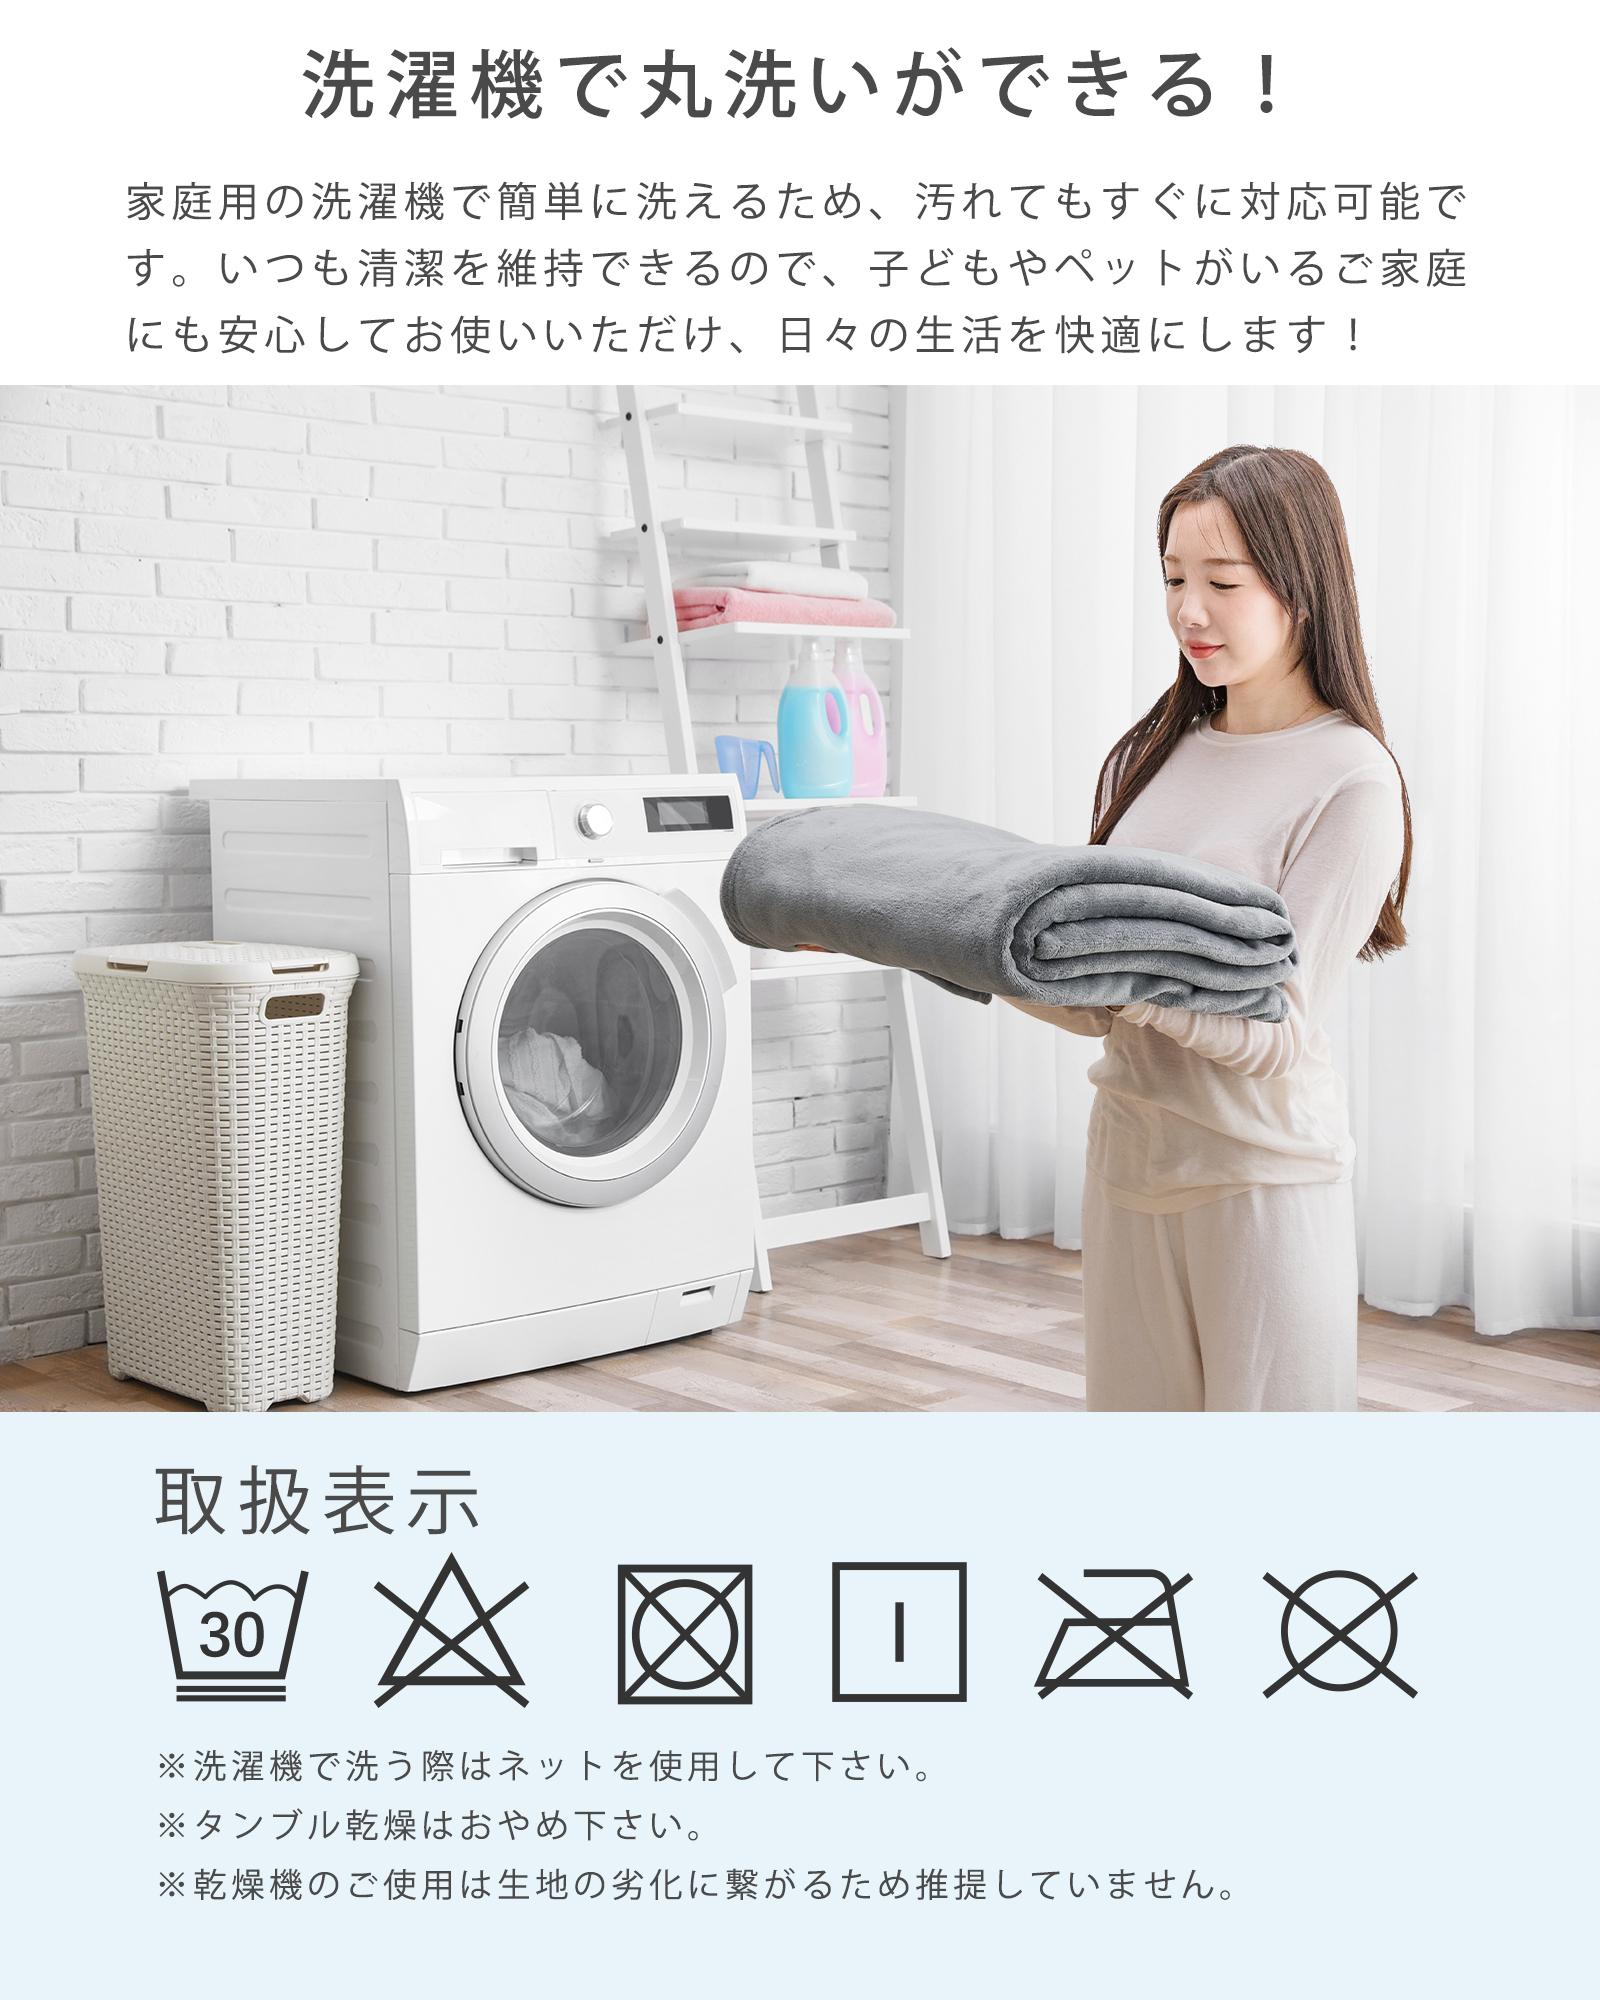 洗濯機で丸洗いができる！
家庭用の洗濯機で簡単に洗えるため、汚れてもすぐに対応可能で
す。いつも清潔を維持できるので、子どもやペットがいるご家庭
にも安心してお使いいただけ、日々の生活を快適にします！
取扱表示
30
※洗濯機で洗う際はネットを使用して下さい。
※タンブル乾燥はおやめ下さい。
※乾燥機のご使用は生地の劣化に繋がるため推提していません。